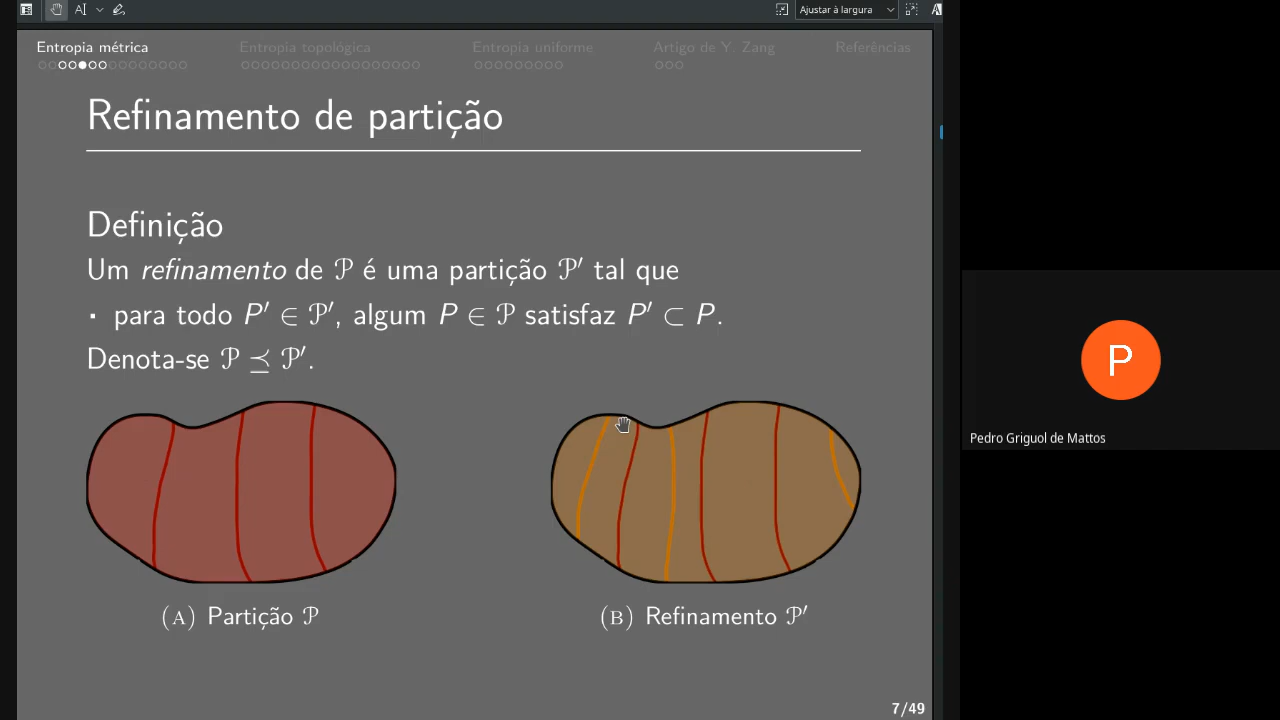 Ajustar à largura
Entropia métrica Entropia topológica Entropia uniforme Artigo de Y. Zang Referências
Refinamento de partição
Definição
Um refinamento de 𝒫 é uma partição 𝒫′ tal que
▪ para todo P′ ∈ 𝒫′, algum P ∈ 𝒫 satisfaz P′ ⊂ P.
Denota-se 𝒫 ⪯ 𝒫′.
(A) Partição 𝒫
(B) Refinamento 𝒫′
7/49
P
Pedro Griguol de Mattos